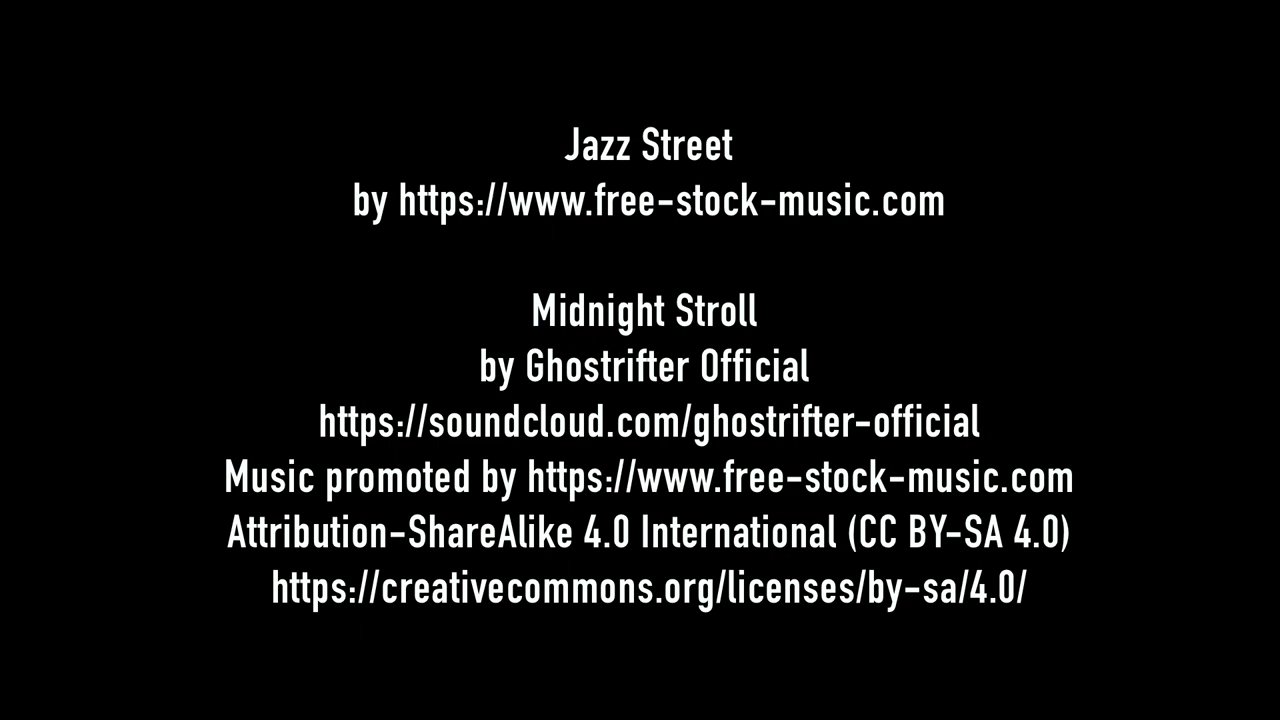 Jazz Street
by https://www.free-stock-music.com
Midnight Stroll
by Ghostrifter Official
https://soundcloud.com/ghostrifter-official
Music promoted by https://www.free-stock-music.com
Attribution-ShareAlike 4.0 International (CC BY-SA 4.0)
https://creativecommons.org/licenses/by-sa/4.0/